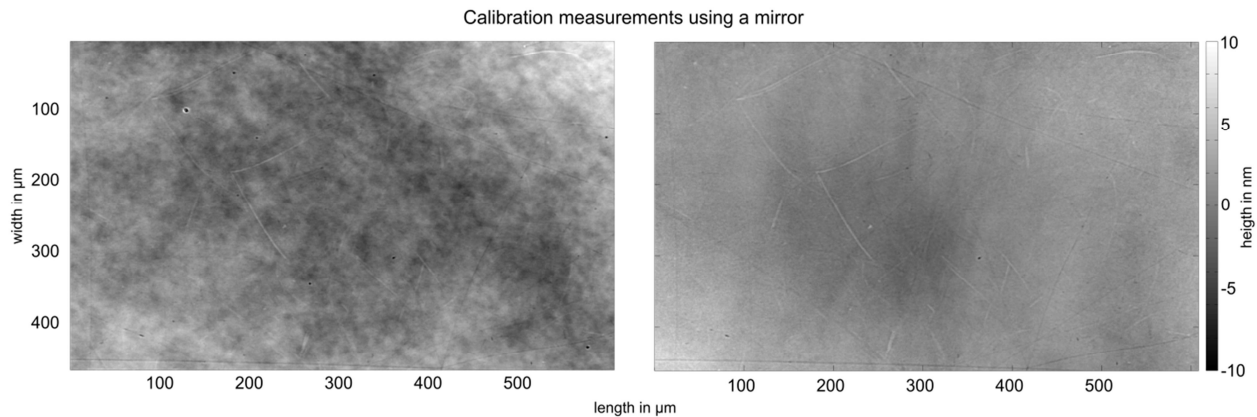 Calibration measurements using a mirror
width in µm
100
200
300
400
100 200 300 400 500
100 200 300 400 500
length in µm
10
5
0
-5
-10
heigth in nm